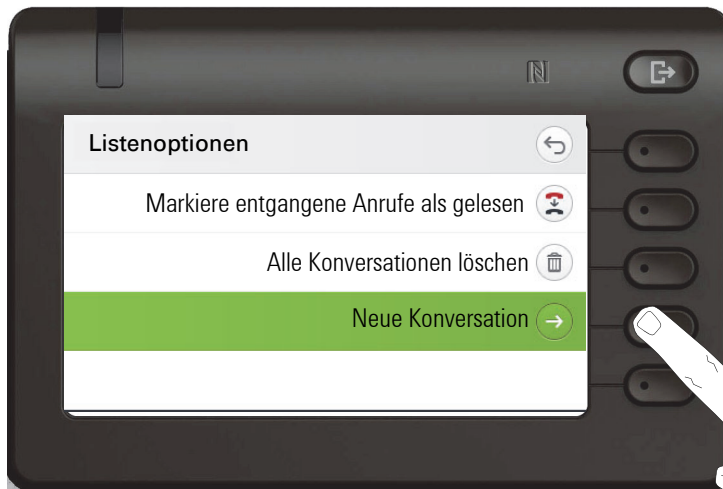 Listenoptionen
Markiere entgangene Anrufe als gelesen
Alle Konversationen löschen
Neue Konversation